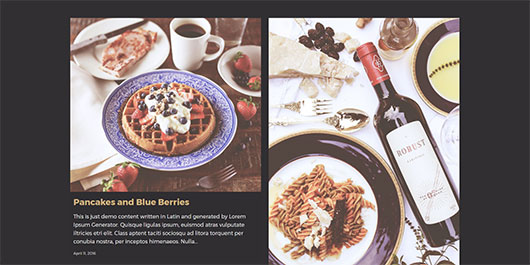 Pancakes and Blue Berries
This is just demo content written in Latin and generated by Lorem
Ipsum Generator. Quisque ligulas ipsum, euismod atras vulputate
iltricies etri elit. Class aptent taciti sociosqu ad litora torquent per
conubia nostra, per inceptos himenaeos. Nulla...
April 11, 2018
ROBUST